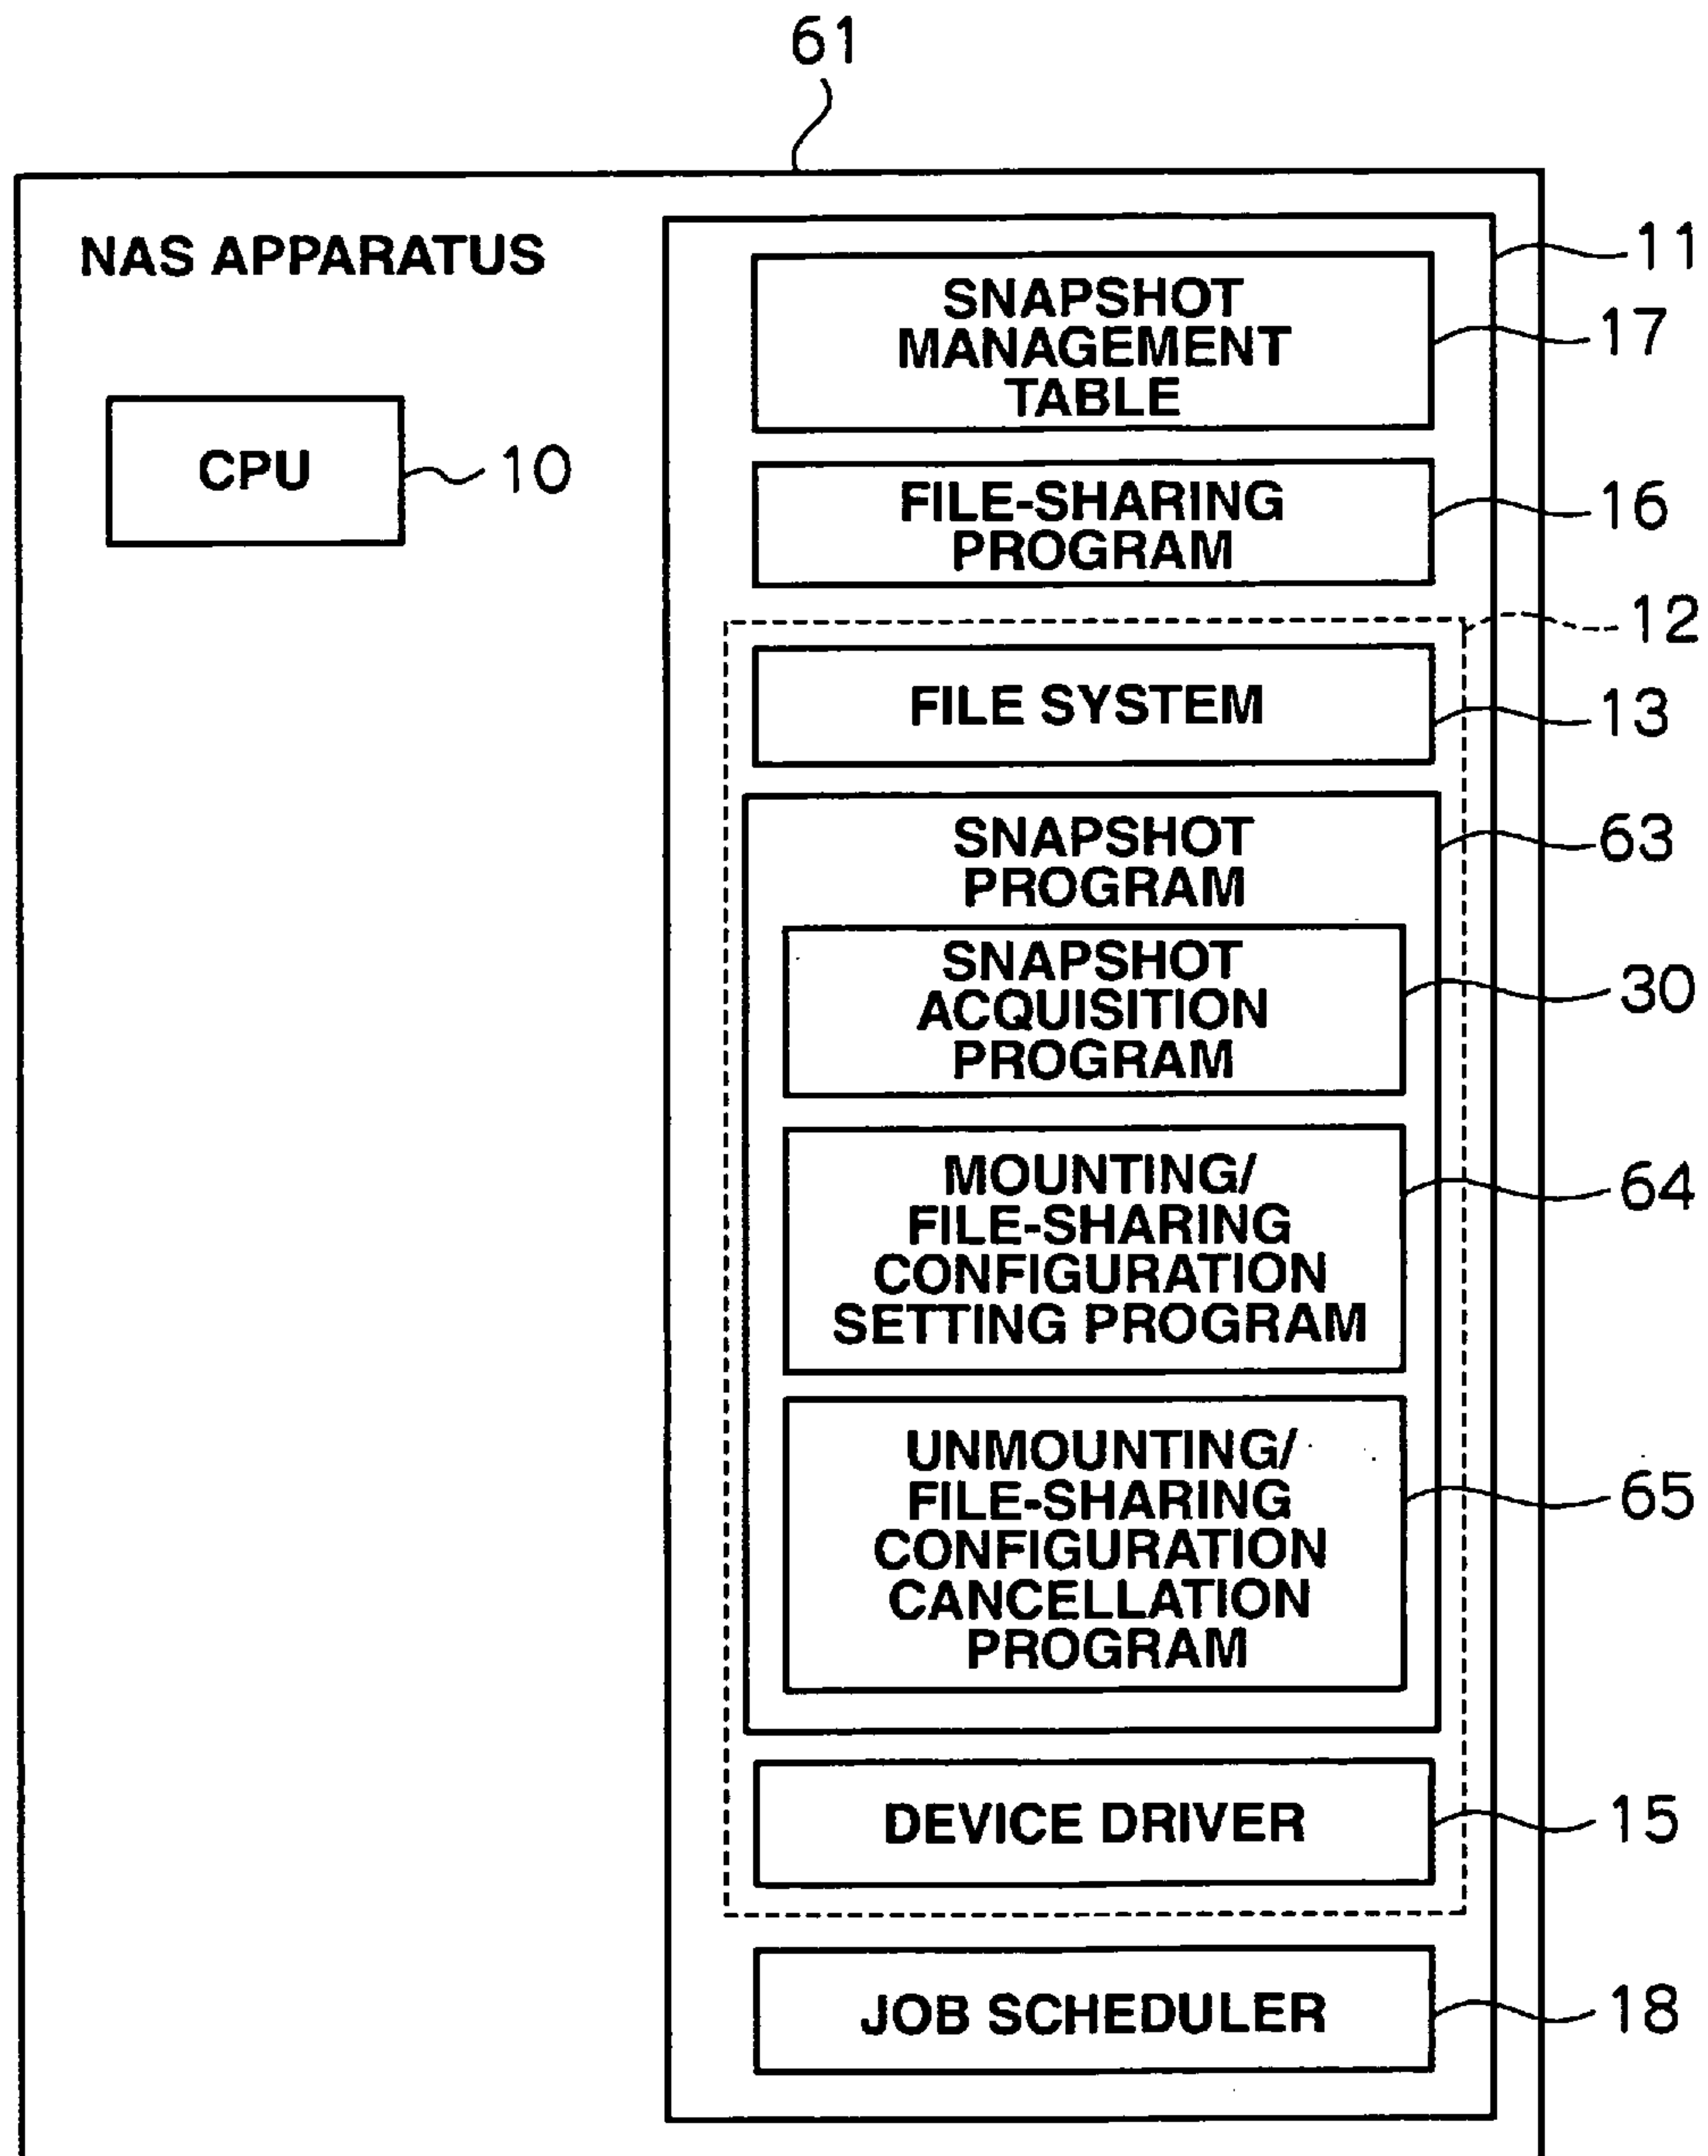 61
NAS APPARATUS
11
SNAPSHOT
MANAGEMENT
TABLE
17
CPU
10
FILE-SHARING
PROGRAM
16
12
FILE SYSTEM
13
SNAPSHOT
PROGRAM
63
SNAPSHOT
ACQUISITION
PROGRAM
30
MOUNTING/
FILE-SHARING
CONFIGURATION
SETTING PROGRAM
64
UNMOUNTING/
FILE-SHARING
CONFIGURATION
CANCELLATION
PROGRAM
65
DEVICE DRIVER
15
JOB SCHEDULER
18